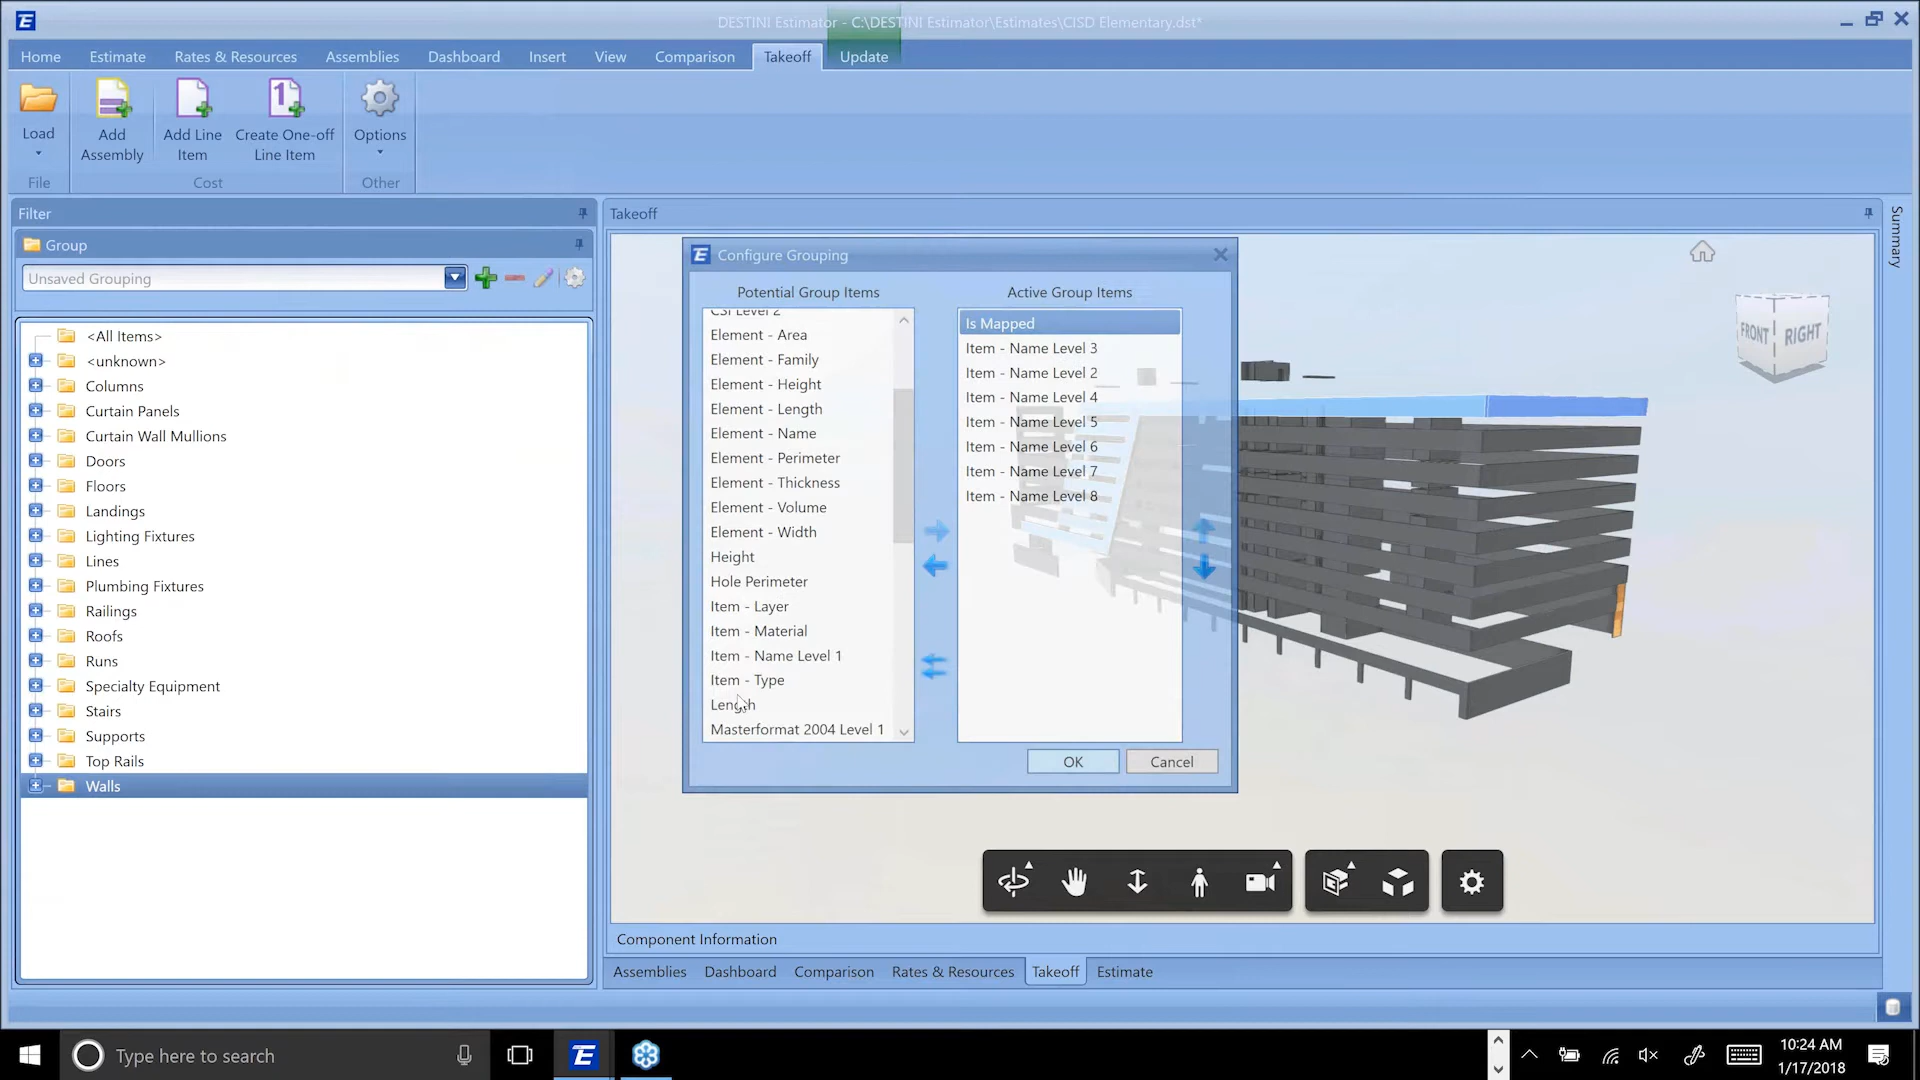 DESTINI Estimator - C:\DESTINI Estimator\Estimates\CISD Elementary.dst*
Home Estimate Rates & Resources Assemblies Dashboard Insert View Comparison Takeoff Update
Load
Add
Assembly
Add Line
Item
Create One-off
Line Item
Options
File
Cost
Other
Filter
Group
Unsaved Grouping
<All Items>
<unknown>
Columns
Curtain Panels
Curtain Wall Mullions
Doors
Floors
Landings
Lighting Fixtures
Lines
Plumbing Fixtures
Railings
Roofs
Runs
Specialty Equipment
Stairs
Supports
Top Rails
Walls
Takeoff
Summary
Configure Grouping
Potential Group Items
CSI Level 2
Element - Area
Element - Family
Element - Height
Element - Length
Element - Name
Element - Perimeter
Element - Thickness
Element - Volume
Element - Width
Height
Hole Perimeter
Item - Layer
Item - Material
Item - Name Level 1
Item - Type
Length
Masterformat 2004 Level 1
Active Group Items
Is Mapped
Item - Name Level 3
Item - Name Level 2
Item - Name Level 4
Item - Name Level 5
Item - Name Level 6
Item - Name Level 7
Item - Name Level 8
OK
Cancel
FRONT
RIGHT
Component Information
Assemblies Dashboard Comparison Rates & Resources Takeoff Estimate
Type here to search
10:24 AM
1/17/2018